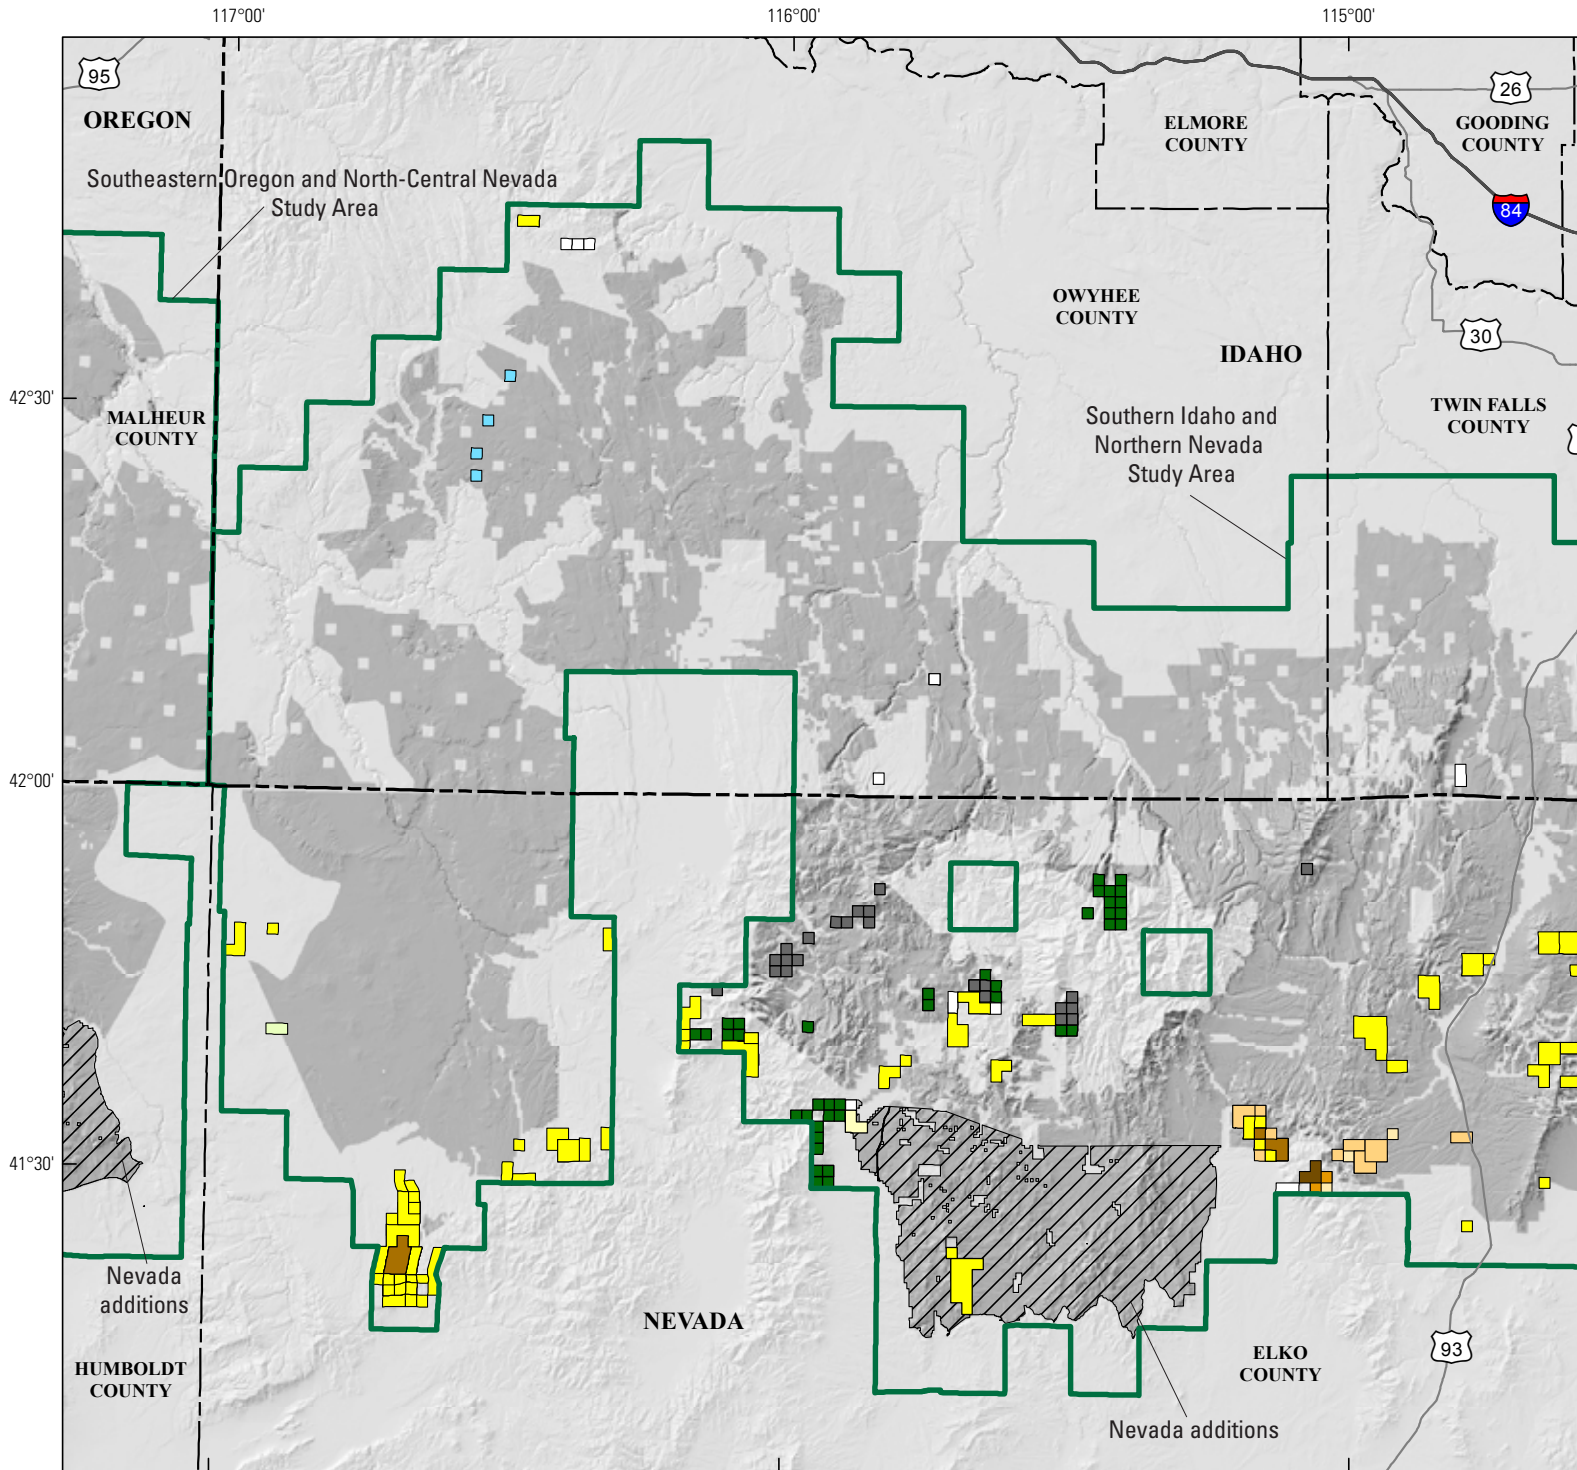 117°00'
116°00'
115°00'
95
26
OREGON
ELMORE
COUNTY
GOODING
COUNTY
Southeastern Oregon and North-Central Nevada
Study Area
84
OWYHEE
COUNTY
30
IDAHO
42°30'
MALHEUR
COUNTY
Southern Idaho and
Northern Nevada
Study Area
TWIN FALLS
COUNTY
42°00'
41°30'
Nevada
additions
NEVADA
HUMBOLDT
COUNTY
ELKO
COUNTY
93
Nevada additions